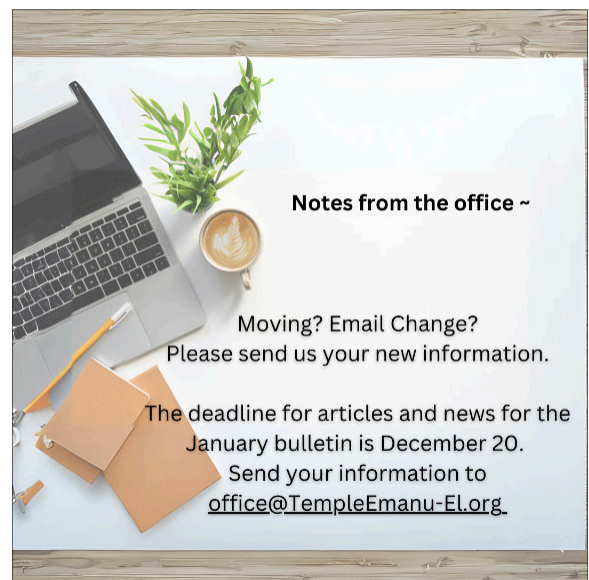 Notes from the office ~
Moving? Email Change?
Please send us your new information.
The deadline for articles and news for the
January bulletin is December 20.
Send your information to
office@TempleEmanu-El.org